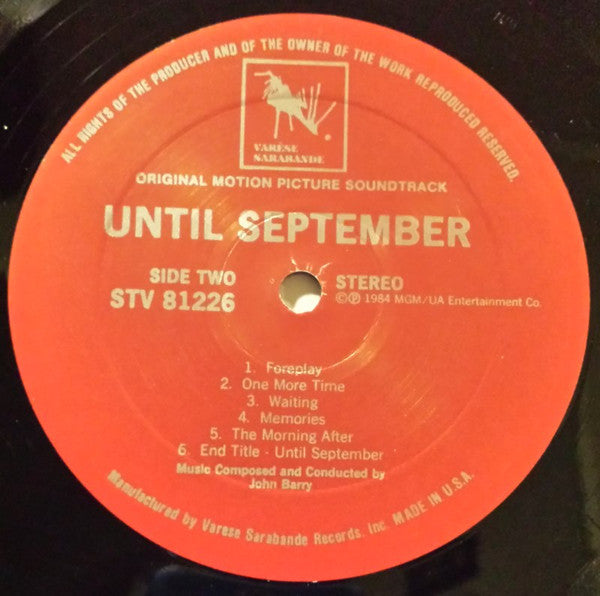 ALL RIGHTS OF THE PRODUCER AND OF THE OWNER OF THE WORK REPRODUCED RESERVED.
VARÈSE
SARABANDE
ORIGINAL MOTION PICTURE SOUNDTRACK
UNTIL SEPTEMBER
SIDE TWO
STV 81226
STEREO
©℗ 1984 MGM/UA Entertainment Co.
1. Foreplay
2. One More Time
3. Waiting
4. Memories
5. The Morning After
6. End Title - Until September
Music Composed and Conducted by
John Barry
Manufactured by Varese Sarabande Records, Inc. MADE IN U.S.A.